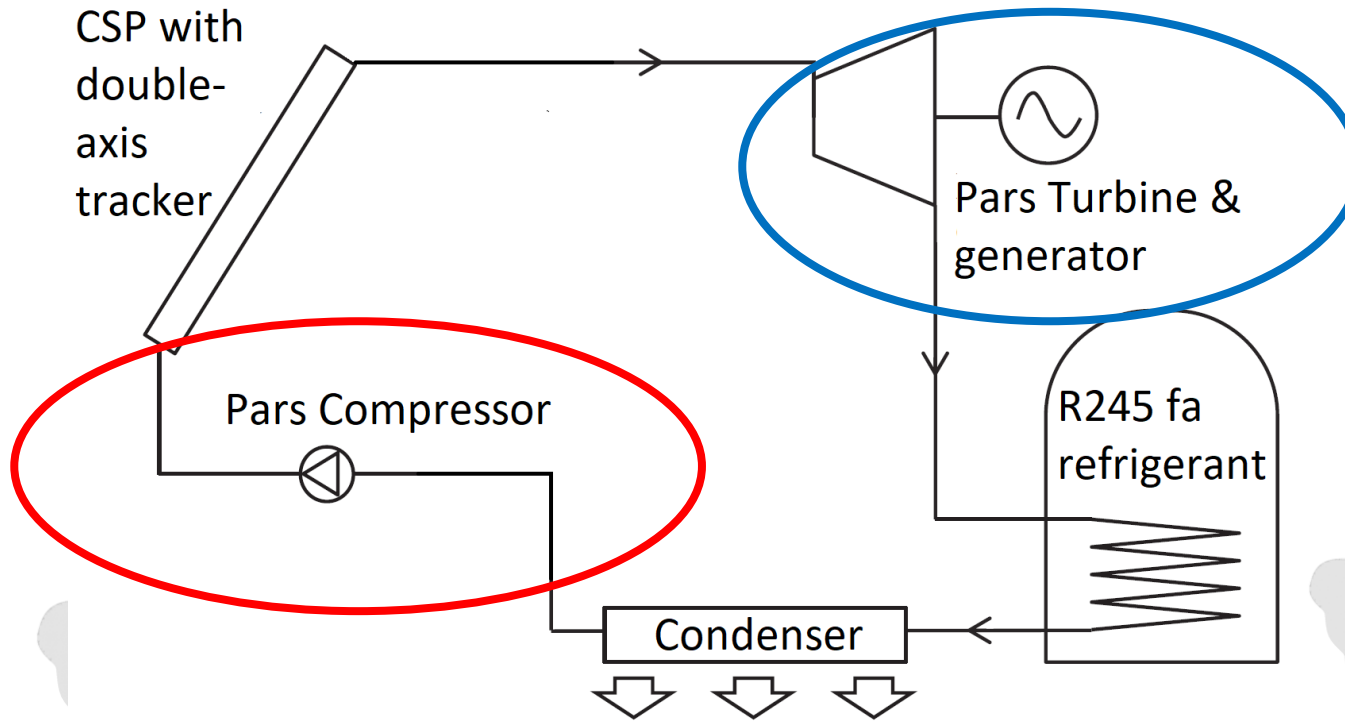 CSP with
double-
axis
tracker
Pars Turbine &
generator
Pars Compressor
R245 fa
refrigerant
Condenser